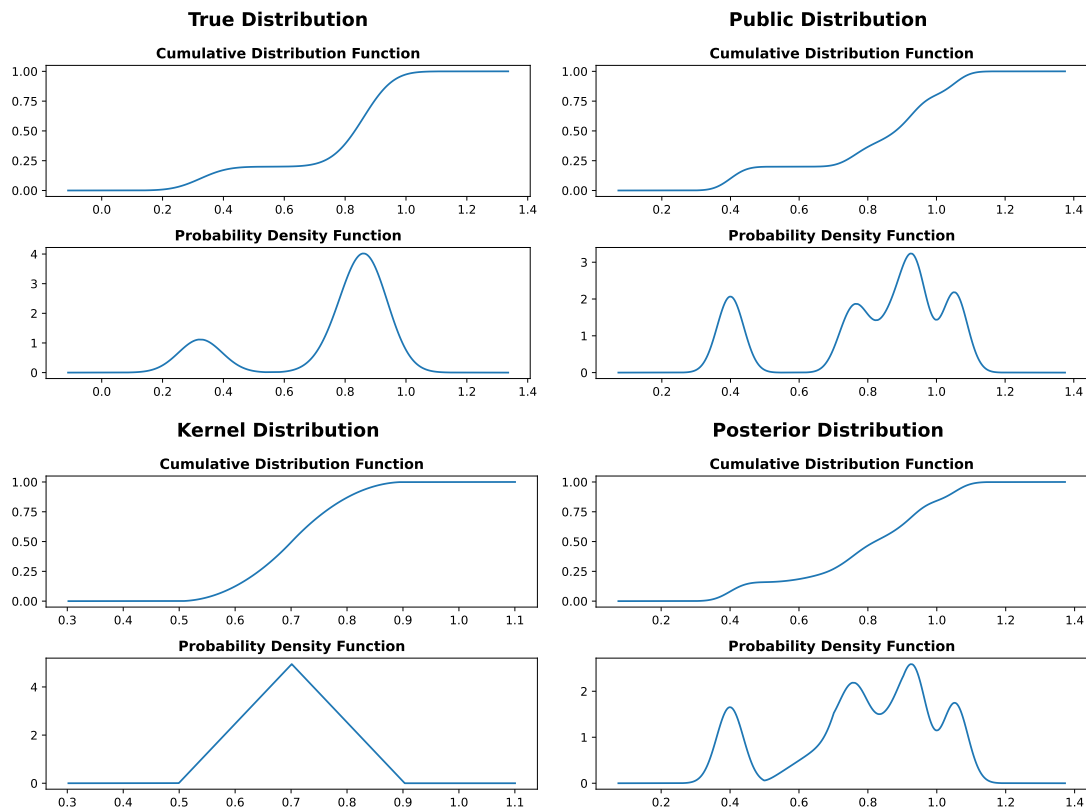 True Distribution
Cumulative Distribution Function
1.00
0.75
0.50
0.25
0.00
0.0 0.2 0.4 0.6 0.8 1.0 1.2 1.4
Probability Density Function
4
3
2
1
0
0.0 0.2 0.4 0.6 0.8 1.0 1.2 1.4
Public Distribution
Cumulative Distribution Function
1.00
0.75
0.50
0.25
0.00
0.2 0.4 0.6 0.8 1.0 1.2 1.4
Probability Density Function
3
2
1
0
0.2 0.4 0.6 0.8 1.0 1.2 1.4
Kernel Distribution
Cumulative Distribution Function
1.00
0.75
0.50
0.25
0.00
0.3 0.4 0.5 0.6 0.7 0.8 0.9 1.0 1.1
Probability Density Function
4
2
0
0.3 0.4 0.5 0.6 0.7 0.8 0.9 1.0 1.1
Posterior Distribution
Cumulative Distribution Function
1.00
0.75
0.50
0.25
0.00
0.2 0.4 0.6 0.8 1.0 1.2 1.4
Probability Density Function
2
1
0
0.2 0.4 0.6 0.8 1.0 1.2 1.4